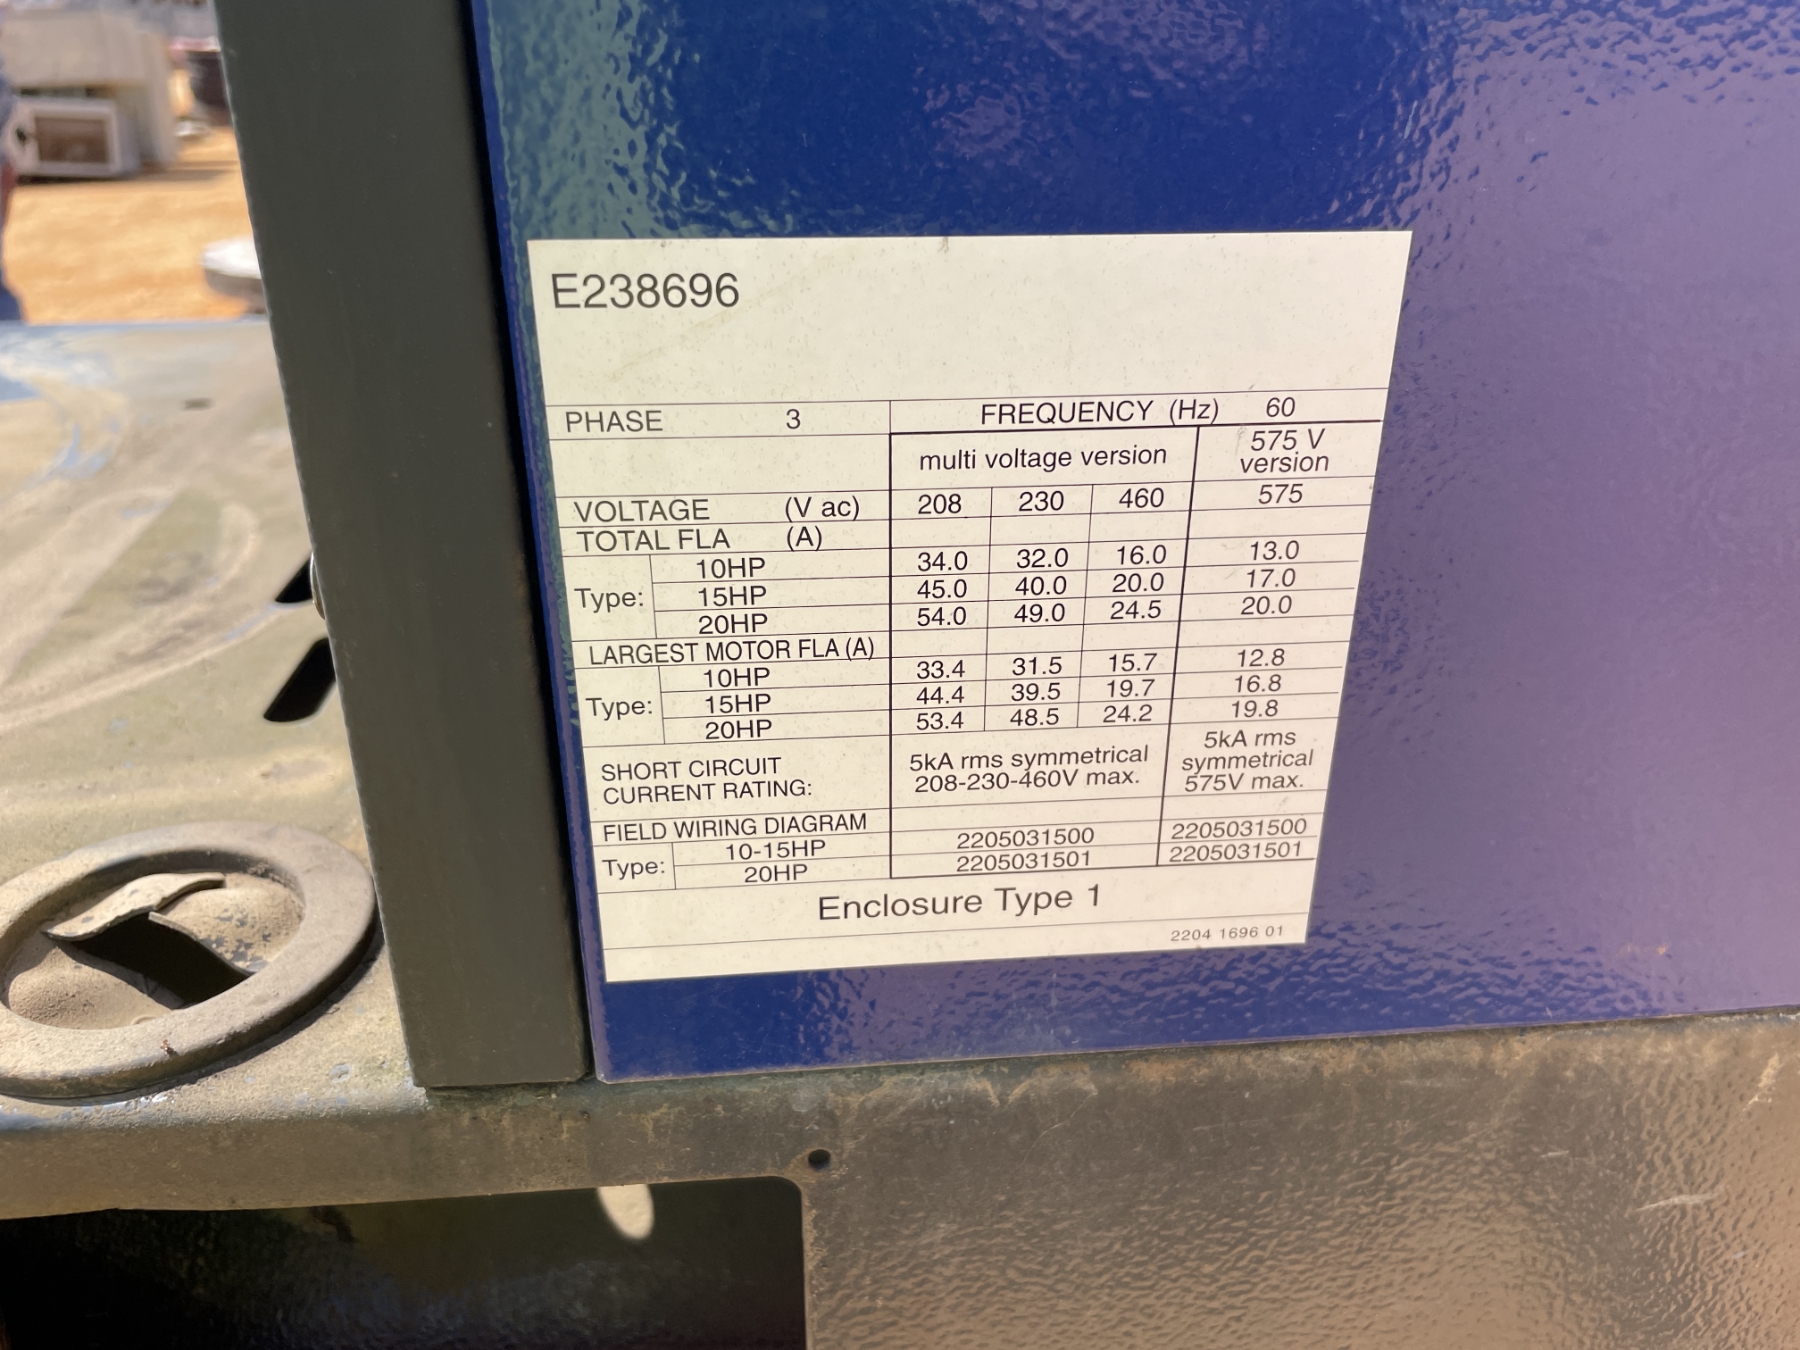 E238696
PHASE 3 FREQUENCY (Hz) 60
multi voltage version 575 V version
VOLTAGE (V ac) 208 230 460 575
TOTAL FLA (A)
Type:
10HP 34.0 32.0 16.0 13.0
15HP 45.0 40.0 20.0 17.0
20HP 54.0 49.0 24.5 20.0
LARGEST MOTOR FLA (A)
Type:
10HP 33.4 31.5 15.7 12.8
15HP 44.4 39.5 19.7 16.8
20HP 53.4 48.5 24.2 19.8
SHORT CIRCUIT CURRENT RATING: 5kA rms symmetrical 208-230-460V max. 5kA rms symmetrical 575V max.
FIELD WIRING DIAGRAM
Type:
10-15HP 2205031500 2205031500
20HP 2205031501 2205031501
Enclosure Type 1
2204 1696 01